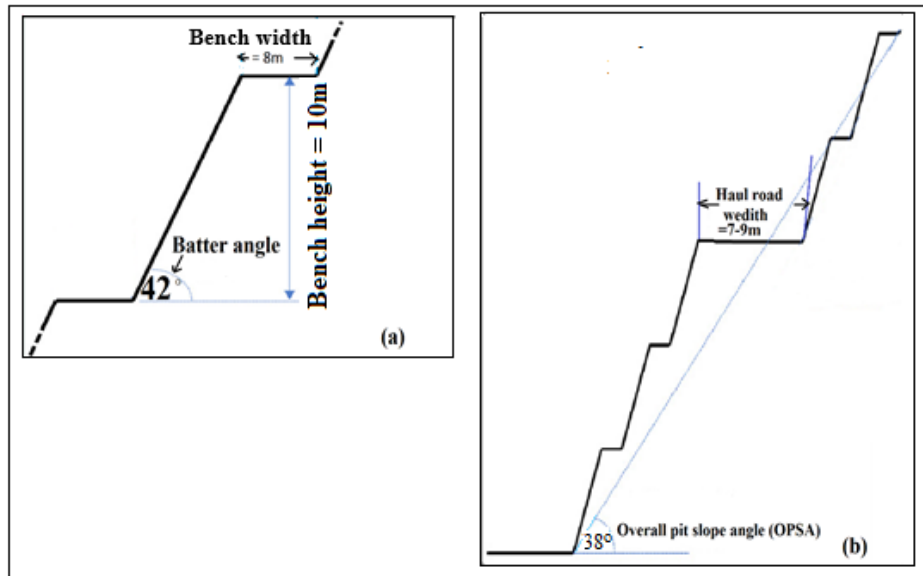 Bench width
= 8m
Bench height = 10m
Batter angle
42°
(a)
Haul road
wedith
=7-9m
38°
Overall pit slope angle (OPSA)
(b)